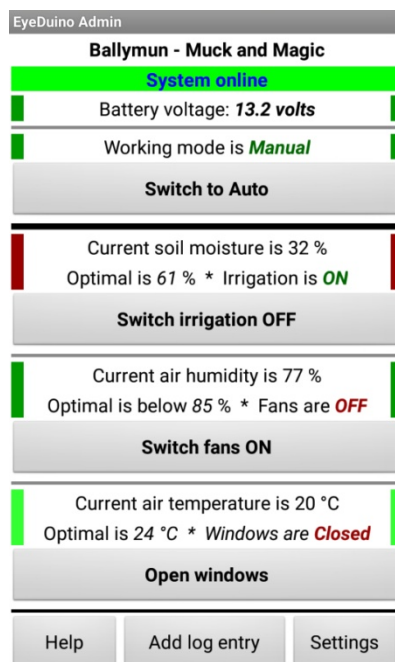 EyeDuino Admin
Ballymun - Muck and Magic
System online
Battery voltage: 13.2 volts
Working mode is Manual
Switch to Auto
Current soil moisture is 32 %
Optimal is 61 % * Irrigation is ON
Switch irrigation OFF
Current air humidity is 77 %
Optimal is below 85 % * Fans are OFF
Switch fans ON
Current air temperature is 20 °C
Optimal is 24 °C * Windows are Closed
Open windows
Help Add log entry Settings